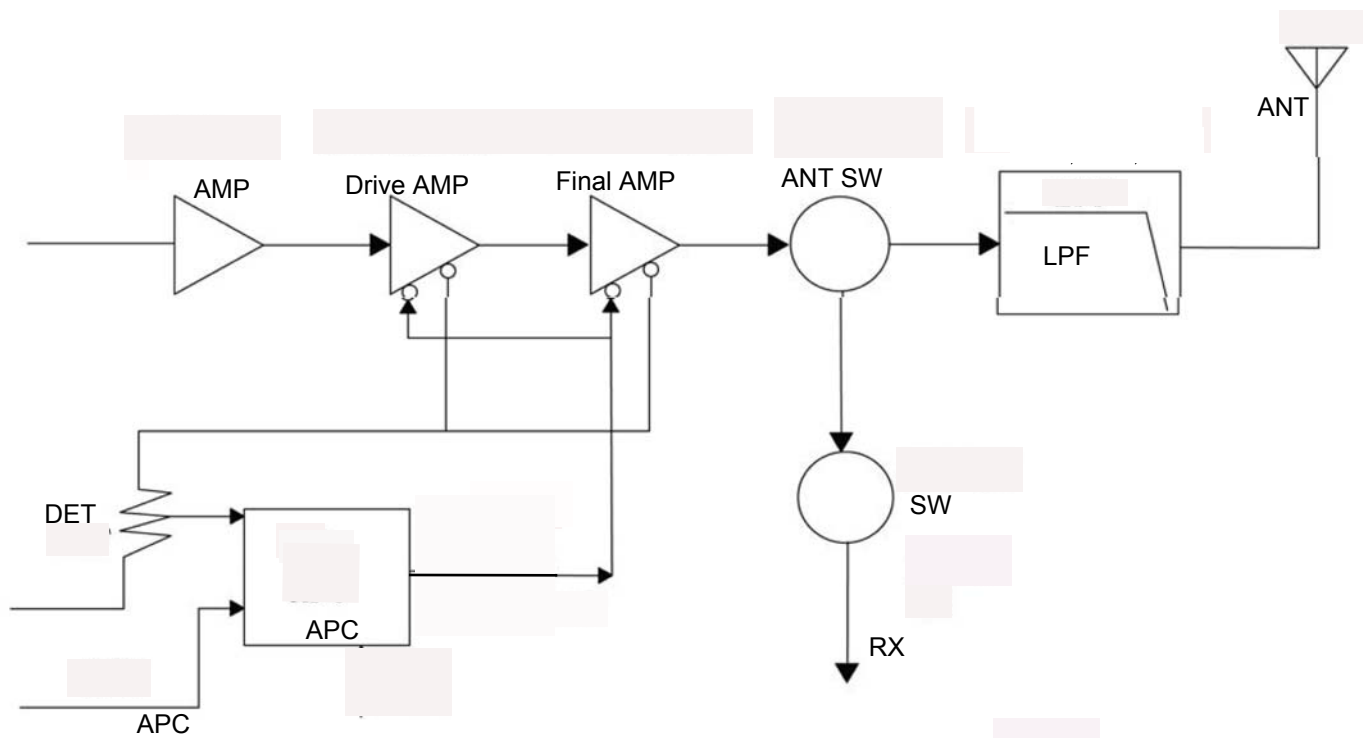 ANT
AMP
Drive AMP
Final AMP
ANT SW
LPF
DET
SW
APC
RX
APC